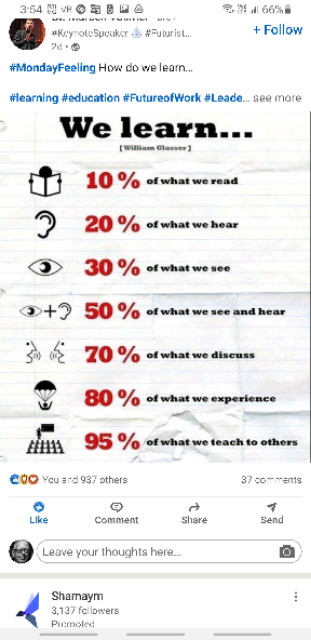 3:54
66%
#KeynoteSpeaker #Futurist...
+ Follow
2d •
#MondayFeeling How do we learn...
#learning #education #FutureofWork #Leade... see more
We learn...
[William Glasser]
10% of what we read
20% of what we hear
30% of what we see
+ 50% of what we see and hear
70% of what we discuss
80% of what we experience
95% of what we teach to others
You and 937 others
37 comments
Like
Comment
Share
Send
Leave your thoughts here...
Shamaym
3,137 followers
Promoted